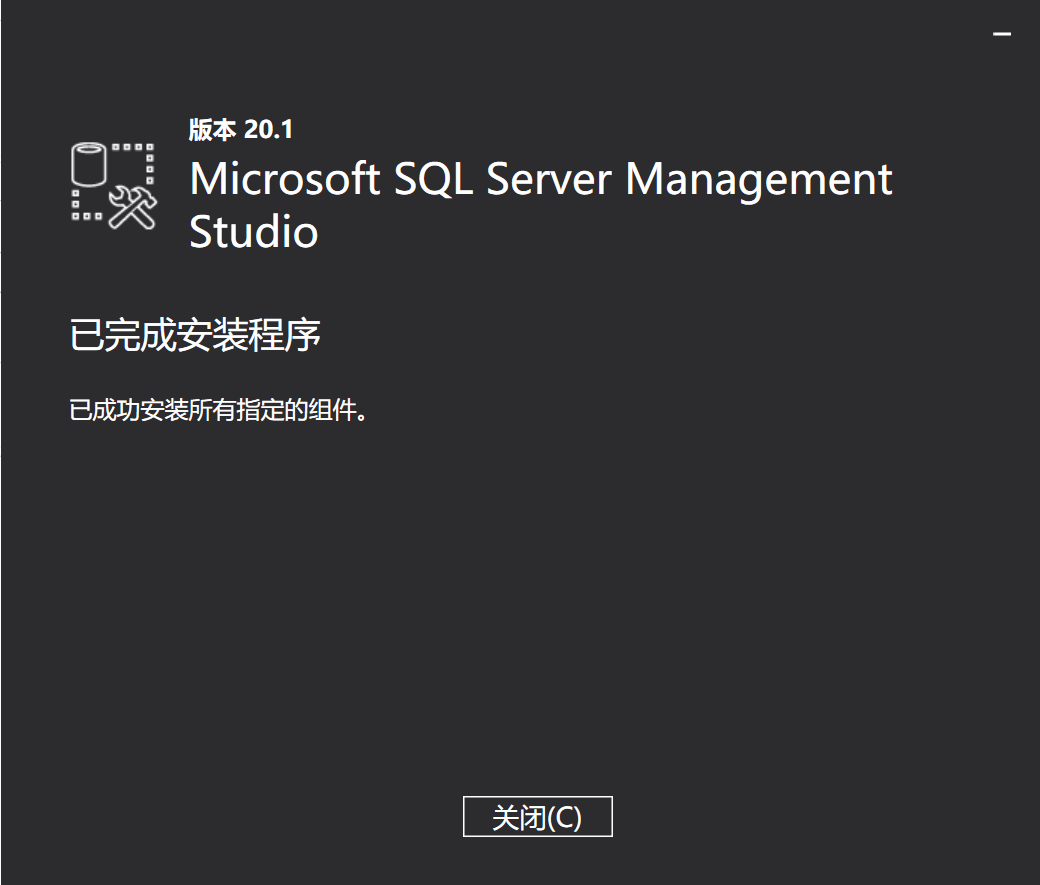 版本 20.1
Microsoft SQL Server Management
Studio
已完成安装程序
已成功安装所有指定的组件。
关闭(C)